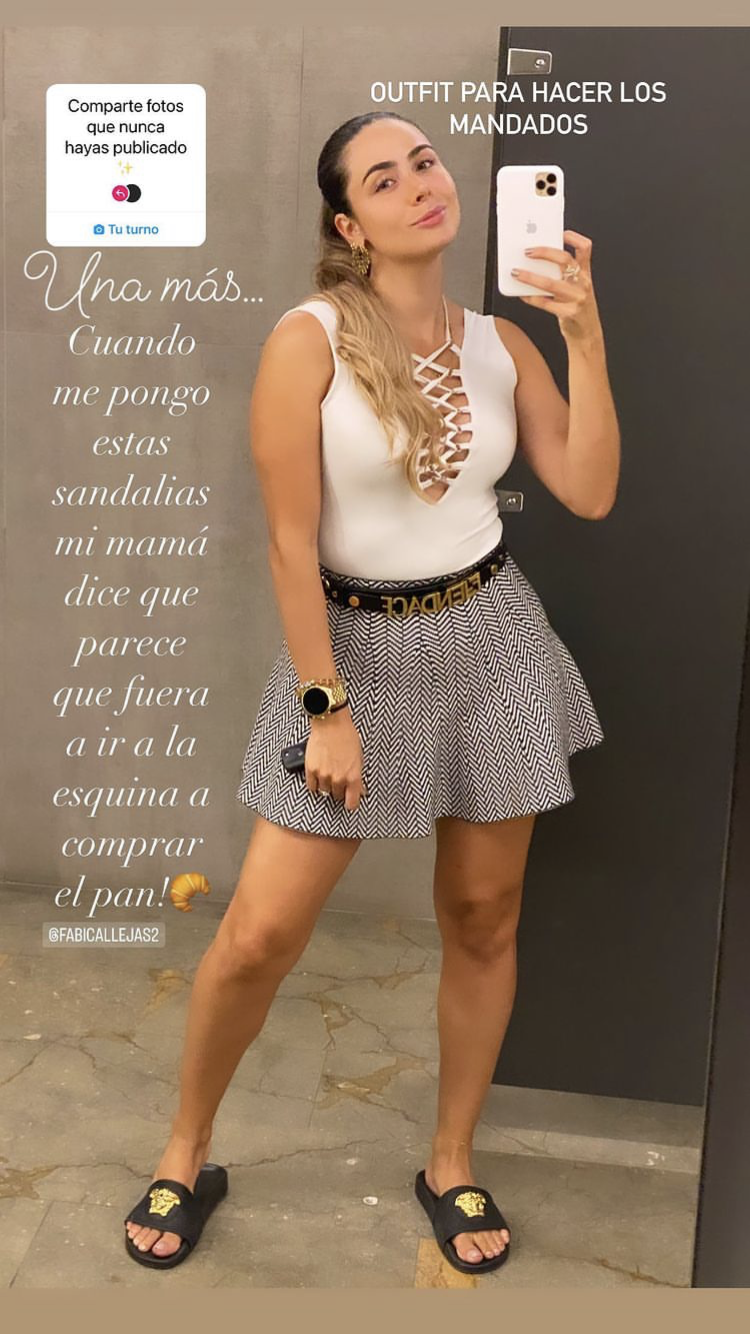 OUTFIT PARA HACER LOS
MANDADOS
Comparte fotos
que nunca
hayas publicado
✨
Tu turno
Una más...
Cuando
me pongo
estas
sandalias
mi mamá
dice que
parece
que fuera
a ir a la
esquina a
comprar
el pan!🥐
@FABICALLEJAS2
FENDACE